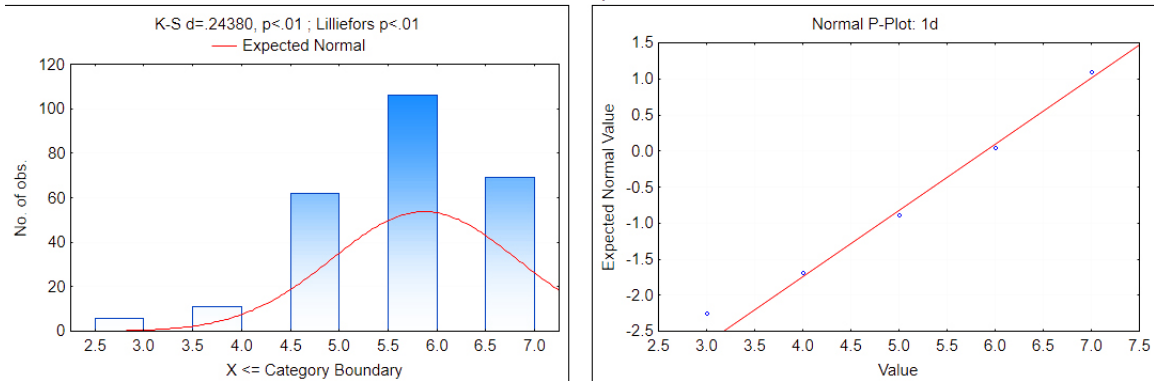 K-S d=.24380, p<.01 ; Lilliefors p<.01
Expected Normal
120
100
80
60
40
20
0
No. of obs.
2.5 3.0 3.5 4.0 4.5 5.0 5.5 6.0 6.5 7.0
X <= Category Boundary
Normal P-Plot: 1d
1.5
1.0
0.5
0.0
-0.5
-1.0
-1.5
-2.0
-2.5
Expected Normal Value
2.5 3.0 3.5 4.0 4.5 5.0 5.5 6.0 6.5 7.0 7.5
Value